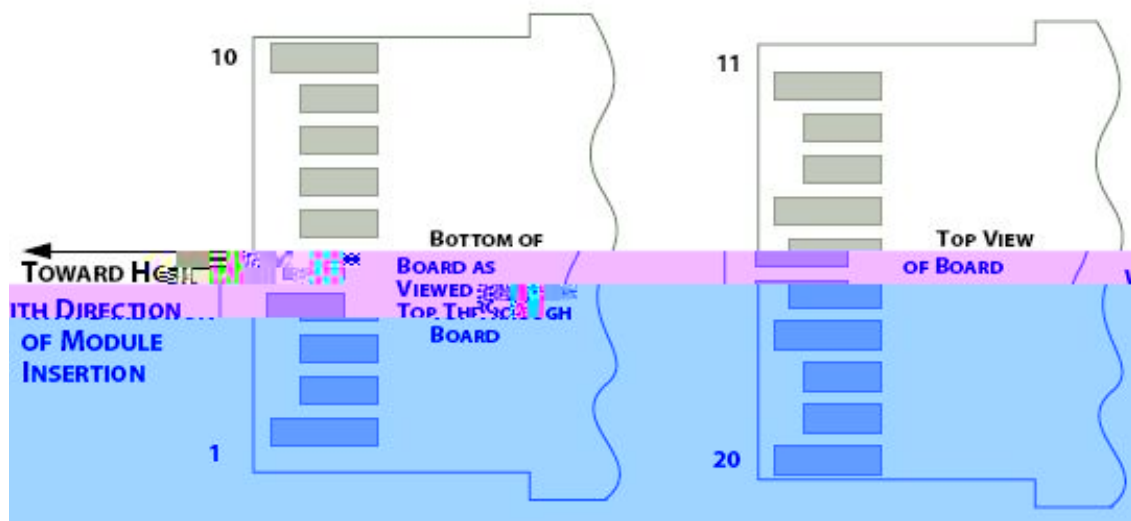 10
11
BOTTOM OF
BOARD AS
VIEWED
BOARD
TOP VIEW
OF BOARD
TOWARD
DIRECTION
OF MODULE
INSERTION
1
20